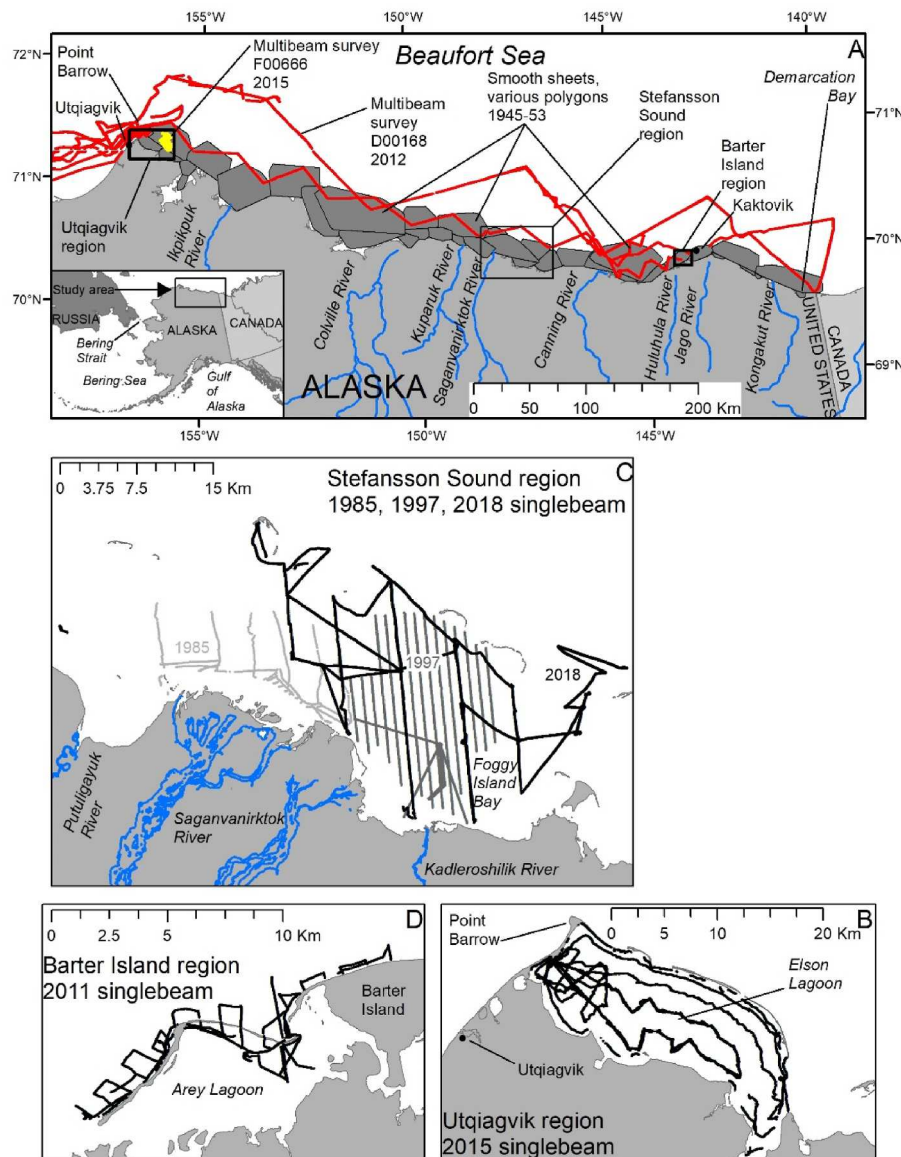 155°W
150°W
145°W
140°W
72°N
71°N
70°N
71°N
70°N
69°N
A
Beaufort Sea
Point
Barrow
Utqiagvik
Multibeam survey
F00666
2015
Multibeam
survey
D00168
2012
Smooth sheets,
various polygons
1945-53
Stefansson
Sound
region
Demarcation
Bay
Barter
Island
region
Kaktovik
Utqiagvik
region
Ikpikpuk
River
Colville River
Kuparuk River
Saganvanirktok River
Canning River
Huluhula River
Jago River
Kongakut River
UNITED STATES
CANADA
ALASKA
0 50 100 200 Km
Study area
RUSSIA
ALASKA
CANADA
Bering
Strait
Bering Sea
Gulf
of
Alaska
155°W
150°W
145°W
C
0 3.75 7.5 15 Km
Stefansson Sound region
1985, 1997, 2018 singlebeam
1985
1997
2018
Foggy
Island
Bay
Putuligayuk
River
Saganvanirktok
River
Kadleroshilik River
D
0 2.5 5 10 Km
Barter Island region
2011 singlebeam
Barter
Island
Arey Lagoon
B
Point
Barrow
0 5 10 20 Km
Elson
Lagoon
Utqiagvik
Utqiagvik region
2015 singlebeam